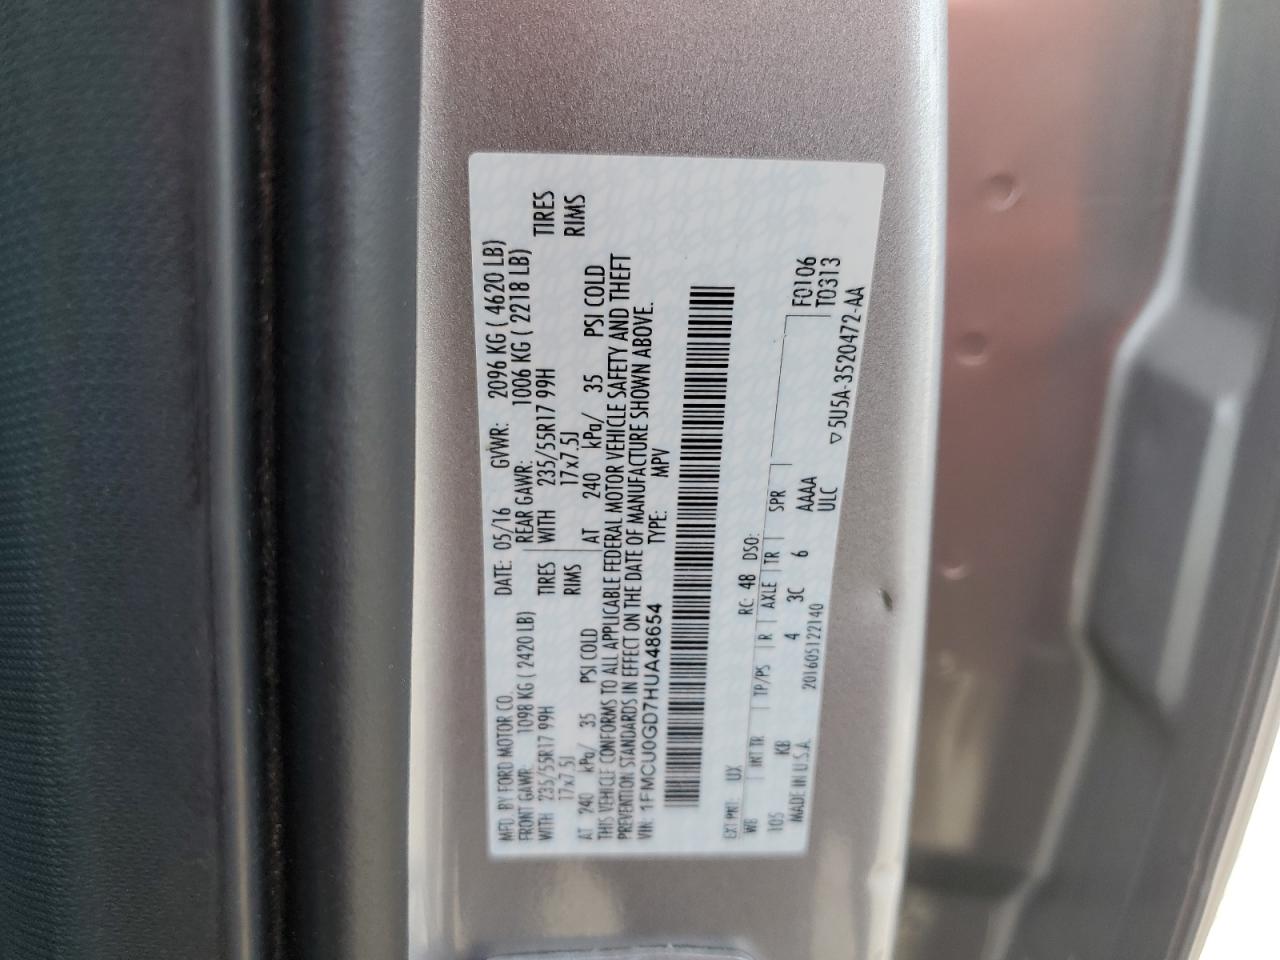 MFD. BY FORD MOTOR CO.
DATE: 05/16 GVWR: 2096 KG ( 4620 LB)
FRONT GAWR: 1098 KG ( 2420 LB) REAR GAWR: 1006 KG ( 2218 LB)
WITH 235/55R17 99H TIRES WITH 235/55R17 99H TIRES
17x7.5J RIMS 17x7.5J RIMS
AT 240 kPa/ 35 PSI COLD AT 240 kPa/ 35 PSI COLD
THIS VEHICLE CONFORMS TO ALL APPLICABLE FEDERAL MOTOR VEHICLE SAFETY AND THEFT
PREVENTION STANDARDS IN EFFECT ON THE DATE OF MANUFACTURE SHOWN ABOVE.
VIN: 1FMCU0GD7HUA48654 TYPE: MPV
EXT PNT: UX RC: 48 DSO:
WB INT TR TP/PS R AXLE TR SPR
105 KB 4 3C 6 AAAA F0106
MADE IN U.S.A. 201605122140 ULC T0313
▽5U5A-3520472-AA